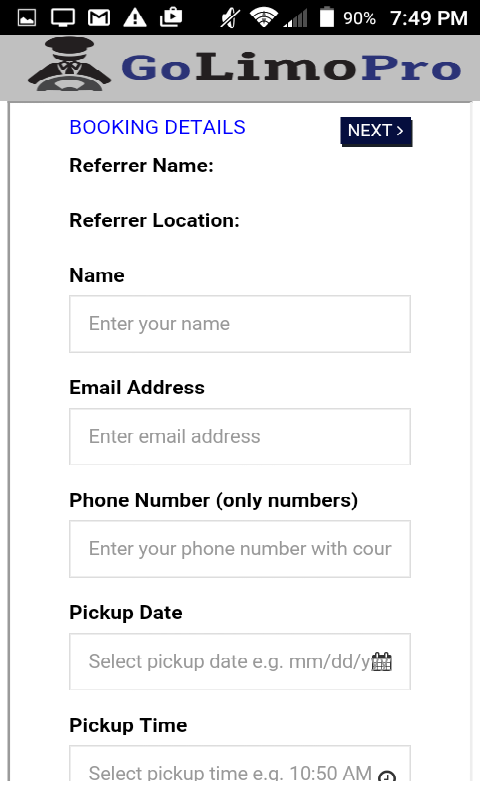 90% 7:49 PM
GoLimoPro
BOOKING DETAILS NEXT >
Referrer Name:
Referrer Location:
Name
Enter your name
Email Address
Enter email address
Phone Number (only numbers)
Enter your phone number with cour
Pickup Date
Select pickup date e.g. mm/dd/y
Pickup Time
Select pickup time e.g. 10:50 AM